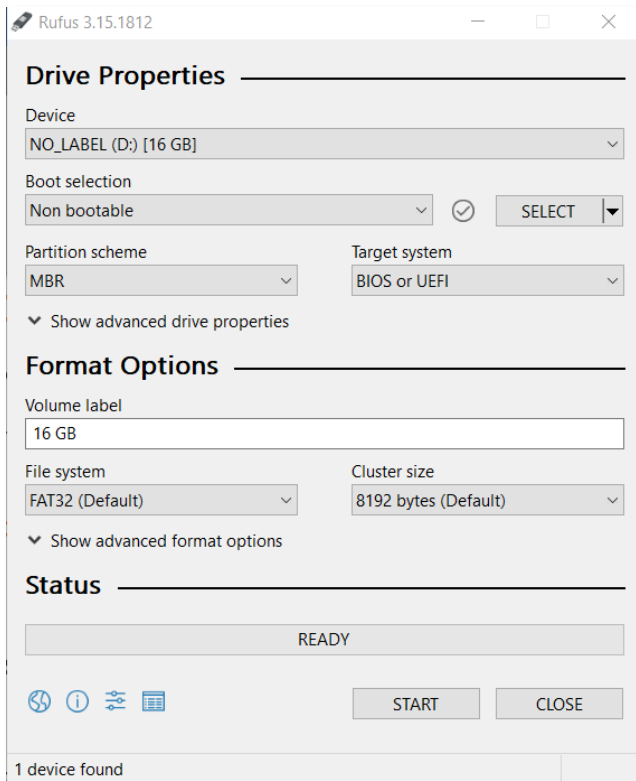 Rufus 3.15.1812
Drive Properties
Device
NO_LABEL (D:) [16 GB]
Boot selection
Non bootable
SELECT
Partition scheme
Target system
MBR
BIOS or UEFI
Show advanced drive properties
Format Options
Volume label
16 GB
File system
Cluster size
FAT32 (Default)
8192 bytes (Default)
Show advanced format options
Status
READY
START
CLOSE
1 device found